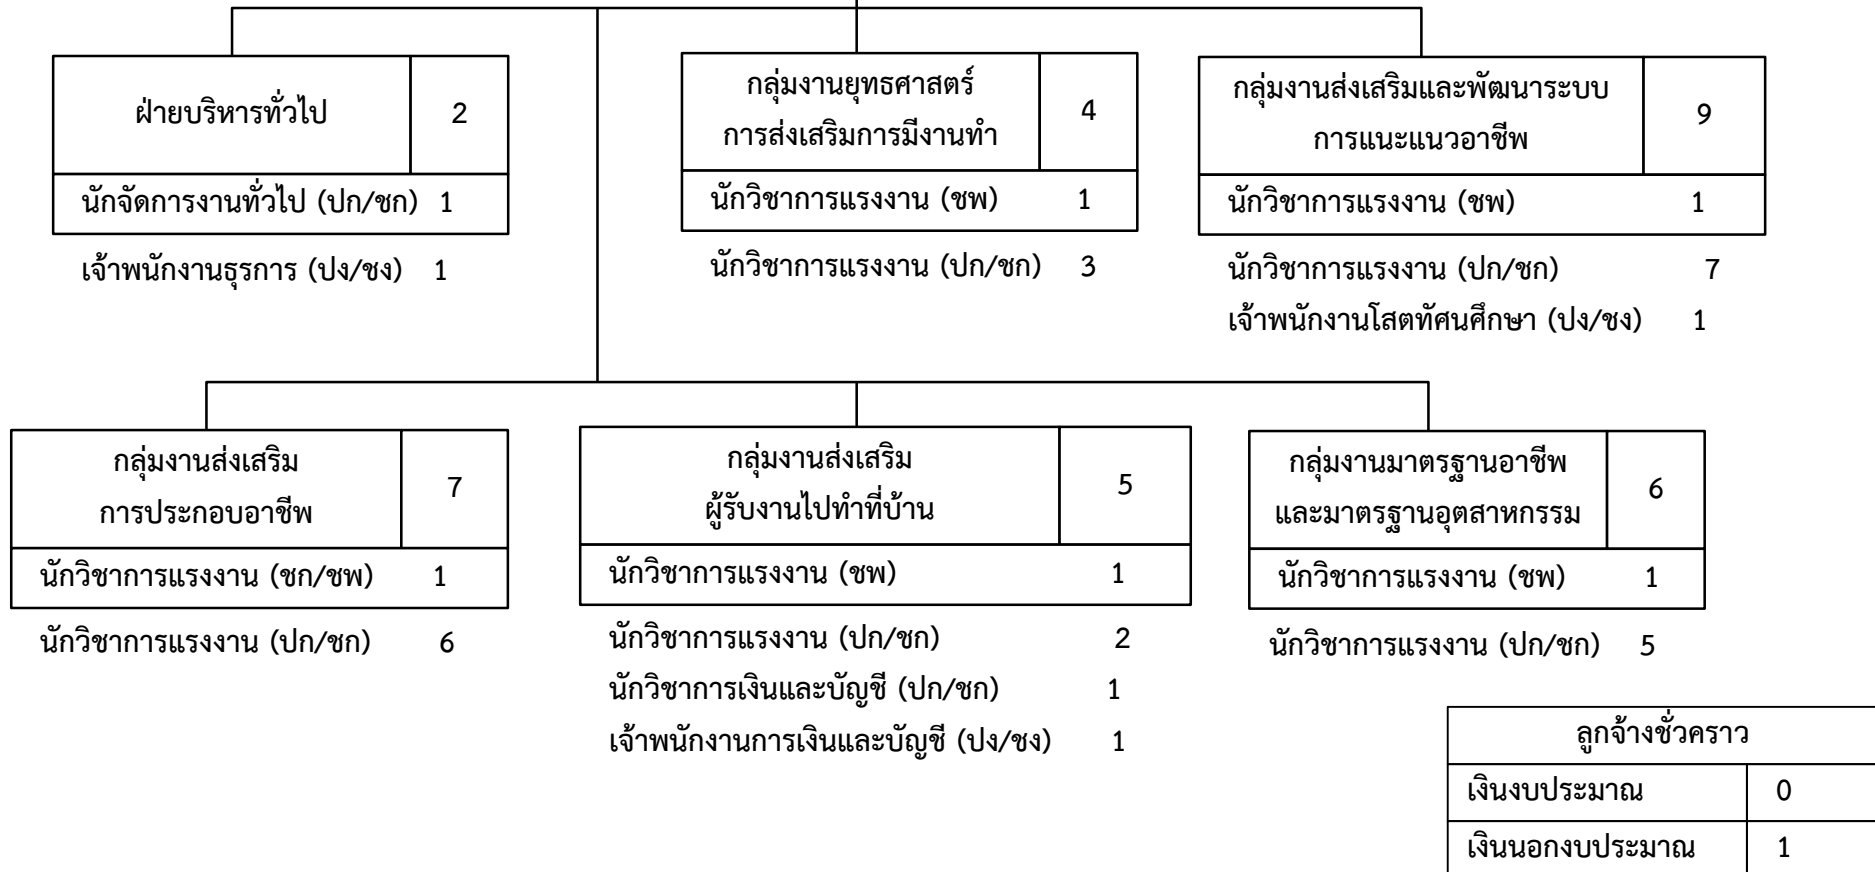 ฝ่ายบริหารทั่วไป 2
นักจัดการงานทั่วไป (ปก/ชก) 1
เจ้าพนักงานธุรการ (ปง/ชง) 1
กลุ่มงานยุทธศาสตร์
การส่งเสริมการมีงานทำ 4
นักวิชาการแรงงาน (ชพ) 1
นักวิชาการแรงงาน (ปก/ชก) 3
กลุ่มงานส่งเสริมและพัฒนาระบบ
การแนะแนวอาชีพ 9
นักวิชาการแรงงาน (ชพ) 1
นักวิชาการแรงงาน (ปก/ชก) 7
เจ้าพนักงานโสตทัศนศึกษา (ปง/ชง) 1
กลุ่มงานส่งเสริม
การประกอบอาชีพ 7
นักวิชาการแรงงาน (ชก/ชพ) 1
นักวิชาการแรงงาน (ปก/ชก) 6
กลุ่มงานส่งเสริม
ผู้รับงานไปทำที่บ้าน 5
นักวิชาการแรงงาน (ชพ) 1
นักวิชาการแรงงาน (ปก/ชก) 2
นักวิชาการเงินและบัญชี (ปก/ชก) 1
เจ้าพนักงานการเงินและบัญชี (ปง/ชง) 1
กลุ่มงานมาตรฐานอาชีพ
และมาตรฐานอุตสาหกรรม 6
นักวิชาการแรงงาน (ชพ) 1
นักวิชาการแรงงาน (ปก/ชก) 5
ลูกจ้างชั่วคราว
เงินงบประมาณ 0
เงินนอกงบประมาณ 1